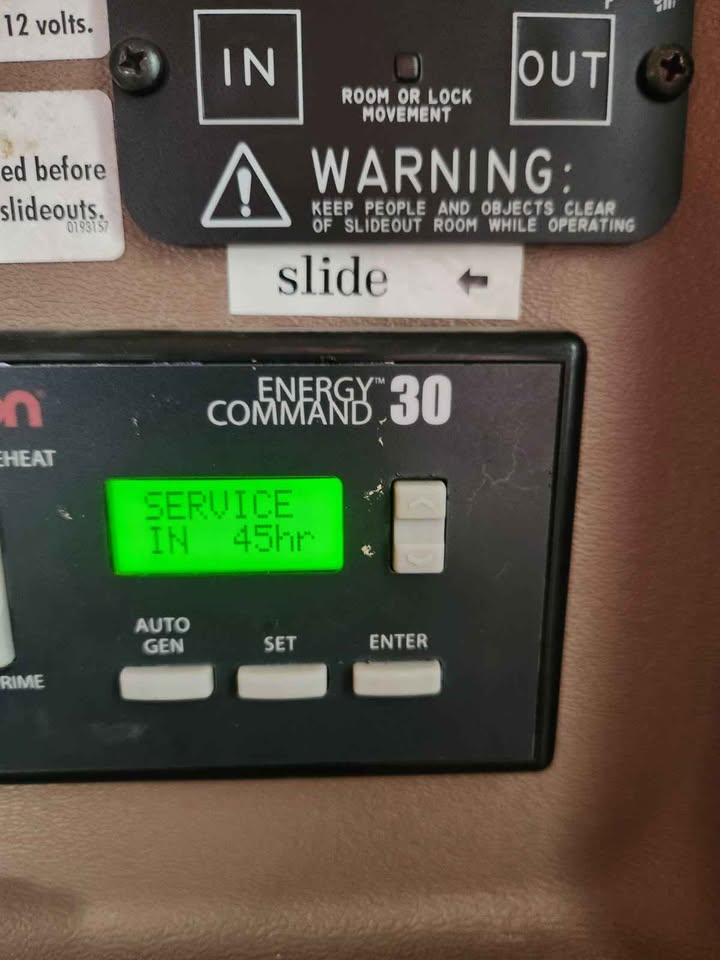 12 volts.
IN
OUT
ROOM OR LOCK
MOVEMENT
WARNING:
KEEP PEOPLE AND OBJECTS CLEAR
OF SLIDEOUT ROOM WHILE OPERATING
ed before
slideouts.
0193157
slide
on
ENERGY™
COMMAND 30
EHEAT
SERVICE
IN 45hr
AUTO
GEN
SET
ENTER
RIME